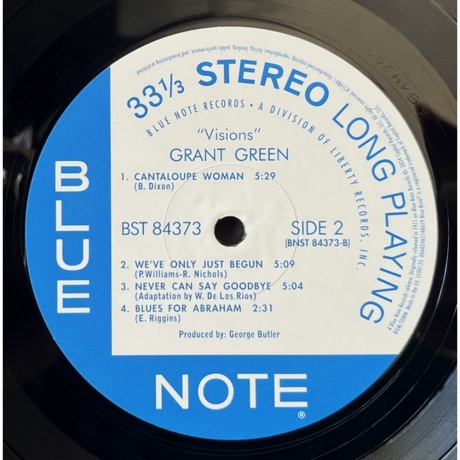 33⅓ STEREO LONG PLAYING
BLUE NOTE RECORDS • A DIVISION OF LIBERTY RECORDS, INC.
"Visions"
GRANT GREEN
1. CANTALOUPE WOMAN 5:29
(B. Dixon)
BST 84373
SIDE 2
(BNST 84373-B)
2. WE'VE ONLY JUST BEGUN 5:09
(P.Williams-R. Nichols)
3. NEVER CAN SAY GOODBYE 5:04
(Adaptation by W. De Los Rios)
4. BLUES FOR ABRAHAM 2:31
(E. Riggins)
Produced by: George Butler
BLUE
NOTE®